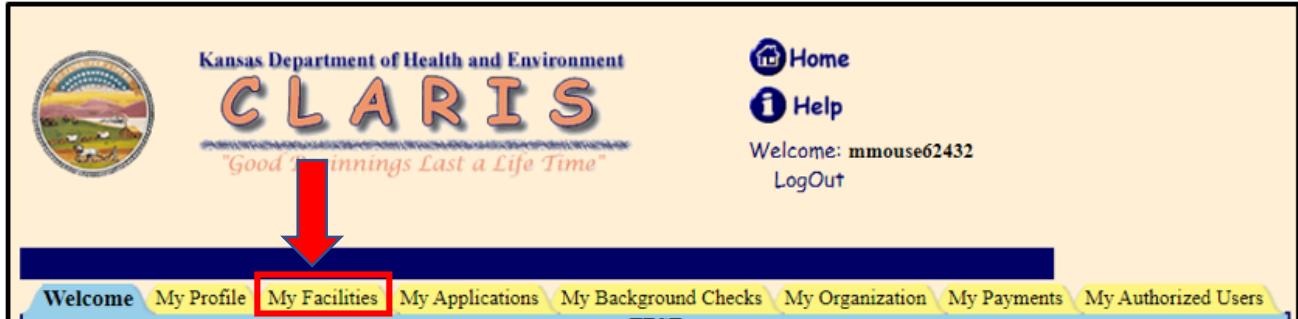 Kansas Department of Health and Environment
CLARIS
"Good Beginnings Last a Life Time"
Home
Help
Welcome: mmouse62432
LogOut
Welcome My Profile My Facilities My Applications My Background Checks My Organization My Payments My Authorized Users